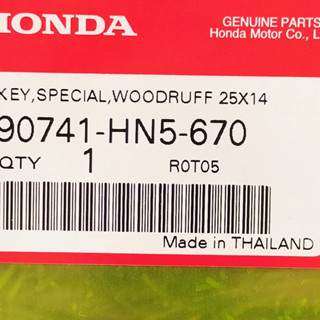 HONDA
GENUINE PARTS
Honda Motor Co., L
KEY,SPECIAL,WOODRUFF 25X14
90741-HN5-670
QTY 1 R0T05
Made in THAILAND